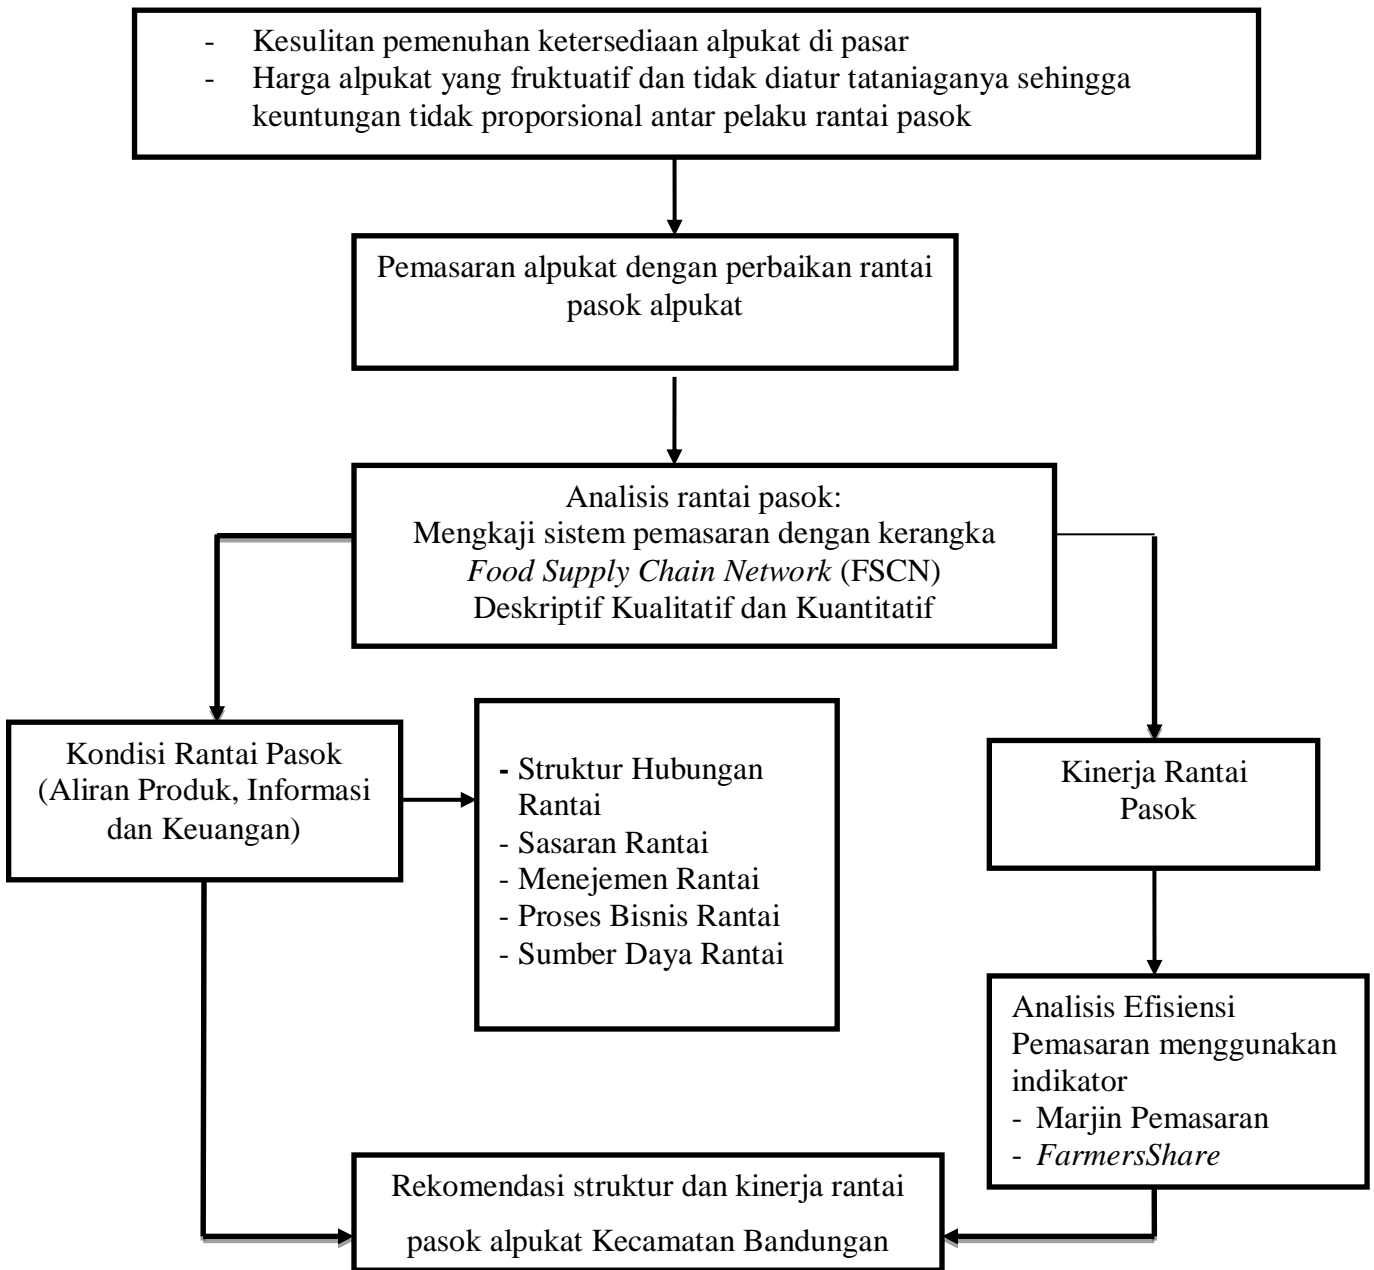 - Kesulitan pemenuhan ketersediaan alpukat di pasar
- Harga alpukat yang fruktuatif dan tidak diatur tataniaganya sehingga
keuntungan tidak proporsional antar pelaku rantai pasok
Pemasaran alpukat dengan perbaikan rantai
pasok alpukat
Analisis rantai pasok:
Mengkaji sistem pemasaran dengan kerangka
Food Supply Chain Network (FSCN)
Deskriptif Kualitatif dan Kuantitatif
Kondisi Rantai Pasok
(Aliran Produk, Informasi
dan Keuangan)
- Struktur Hubungan
Rantai
- Sasaran Rantai
- Menejemen Rantai
- Proses Bisnis Rantai
- Sumber Daya Rantai
Kinerja Rantai
Pasok
Analisis Efisiensi
Pemasaran menggunakan
indikator
- Marjin Pemasaran
- FarmersShare
Rekomendasi struktur dan kinerja rantai
pasok alpukat Kecamatan Bandungan